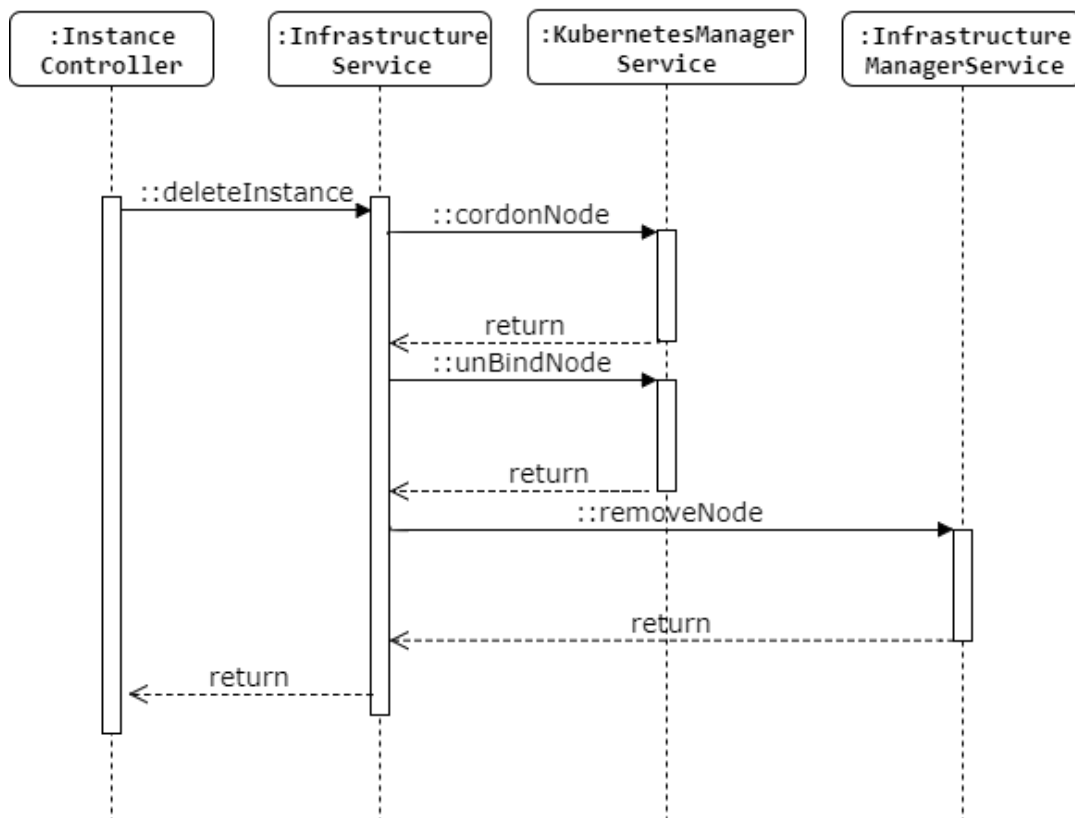 :Instance
Controller
:Infrastructure
Service
:KubernetesManager
Service
:Infrastructure
ManagerService
::deleteInstance
::cordonNode
return
::unBindNode
return
::removeNode
return
return